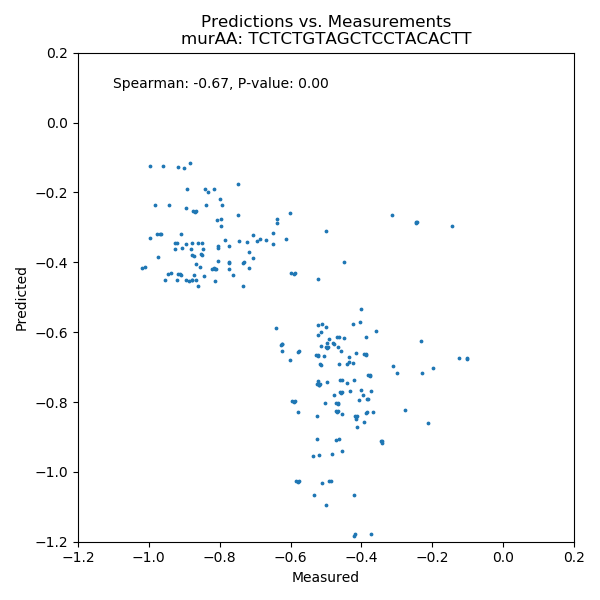 Predictions vs. Measurements
murAA: TCTCTGTAGCTCCTACACTT
Spearman: -0.67, P-value: 0.00
0.2
0.0
−0.2
−0.4
−0.6
−0.8
−1.0
−1.2
Predicted
−1.2 −1.0 −0.8 −0.6 −0.4 −0.2 0.0 0.2
Measured